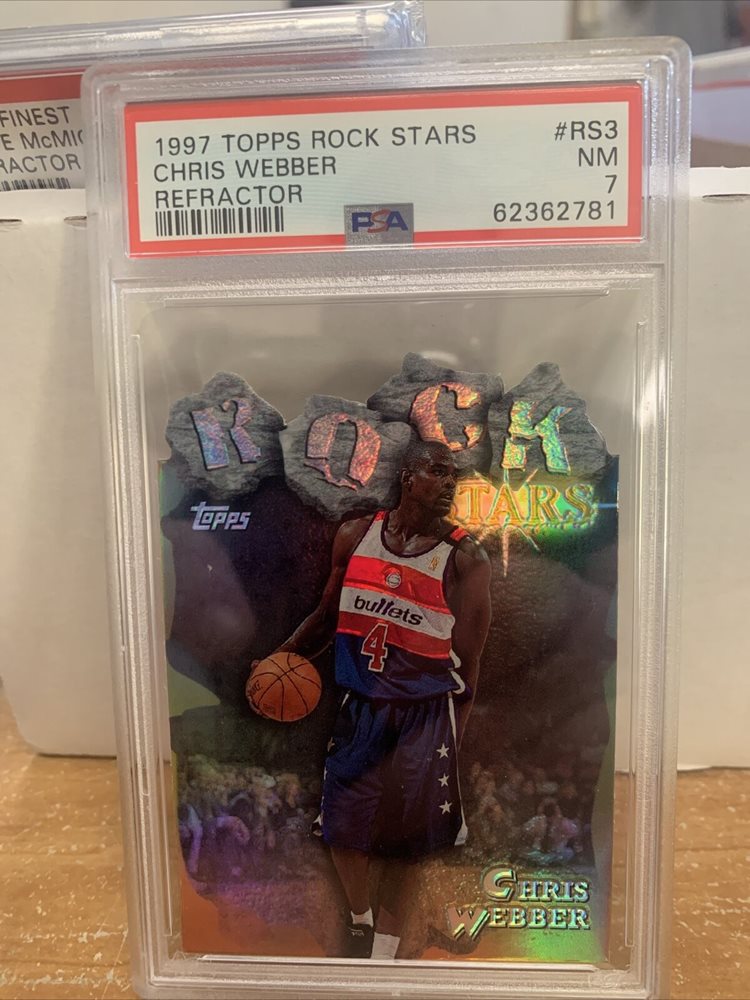 FINEST
McMIC
RACTOR
1997 TOPPS ROCK STARS #RS3
CHRIS WEBBER NM
REFRACTOR 7
PSA 62362781
ROCK
STARS
TOPPS
bullets
4
CHRIS
WEBBER